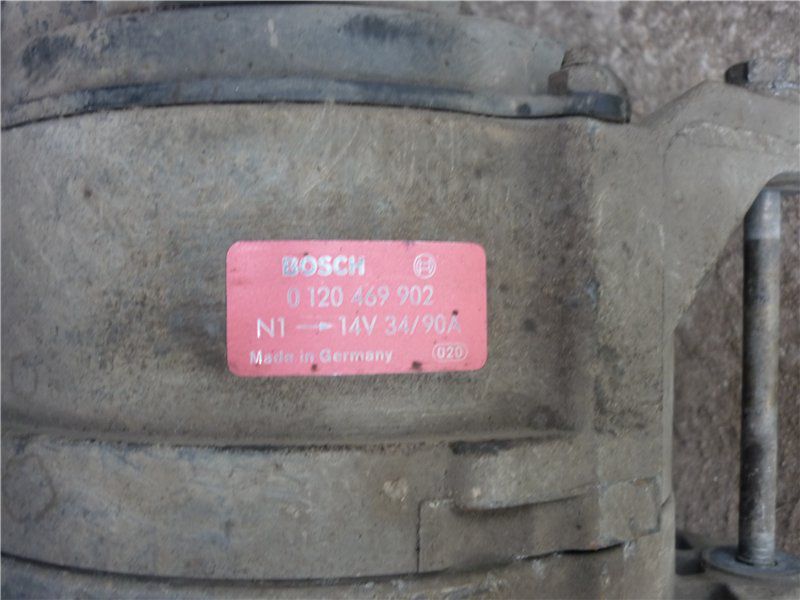 BOSCH
0 120 469 902
N1 → 14V 34/90A
Made in Germany 020